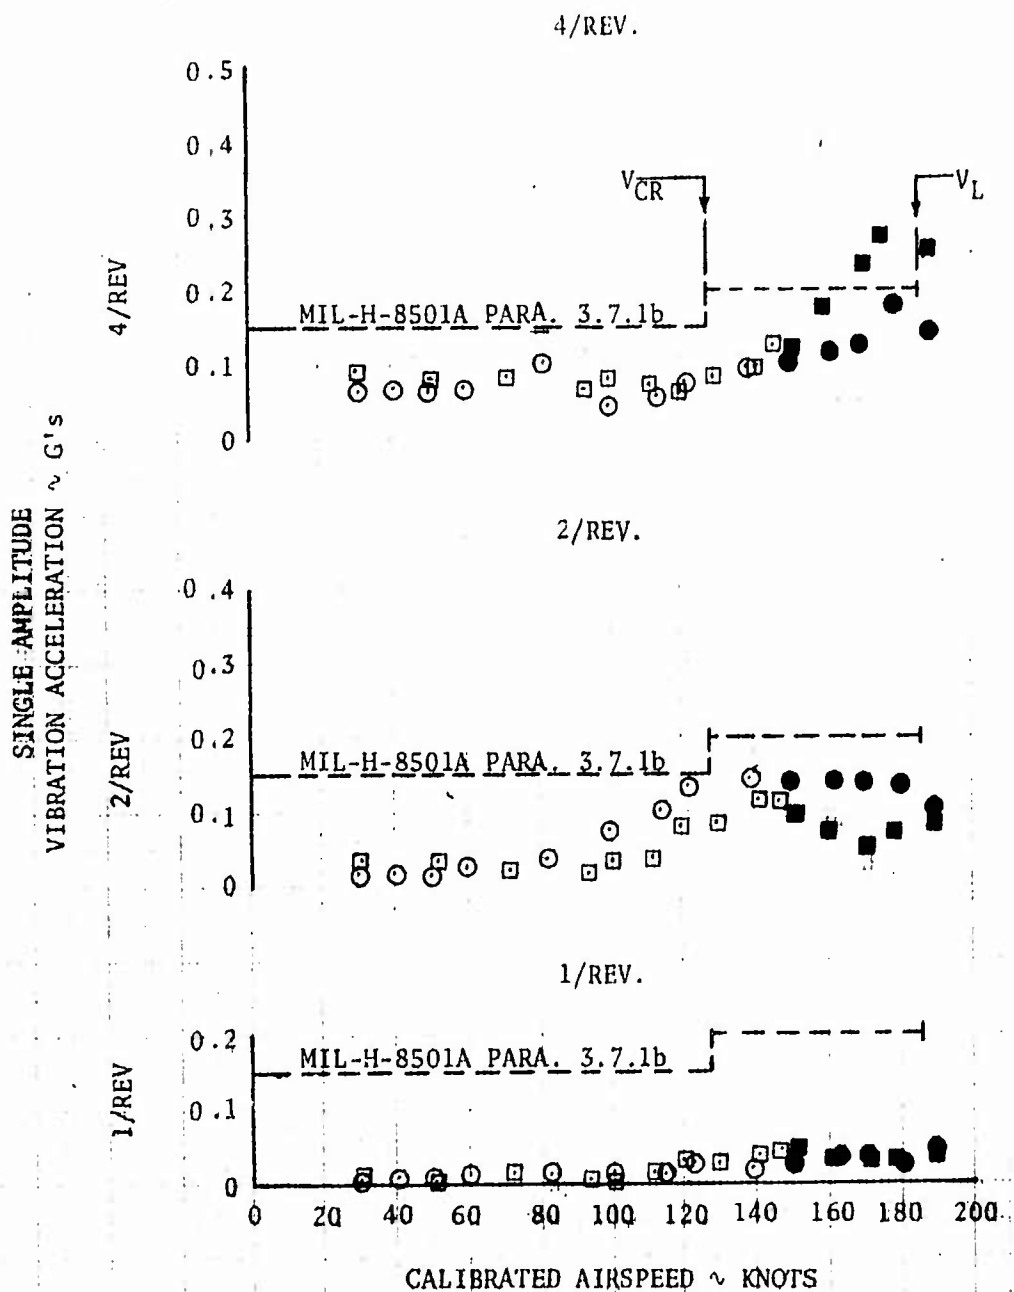 4/REV.
0.5
0.4
0.3
0.2
0.1
0
4/REV
V_CR
V_L
MIL-H-8501A PARA. 3.7.1b
SINGLE AMPLITUDE
VIBRATION ACCELERATION ~ G's
2/REV.
0.4
0.3
0.2
0.1
0
2/REV
MIL-H-8501A PARA. 3.7.1b
1/REV.
0.2
0.1
0
1/REV
MIL-H-8501A PARA. 3.7.1b
0 20 40 60 80 100 120 140 160 180 200
CALIBRATED AIRSPEED ~ KNOTS